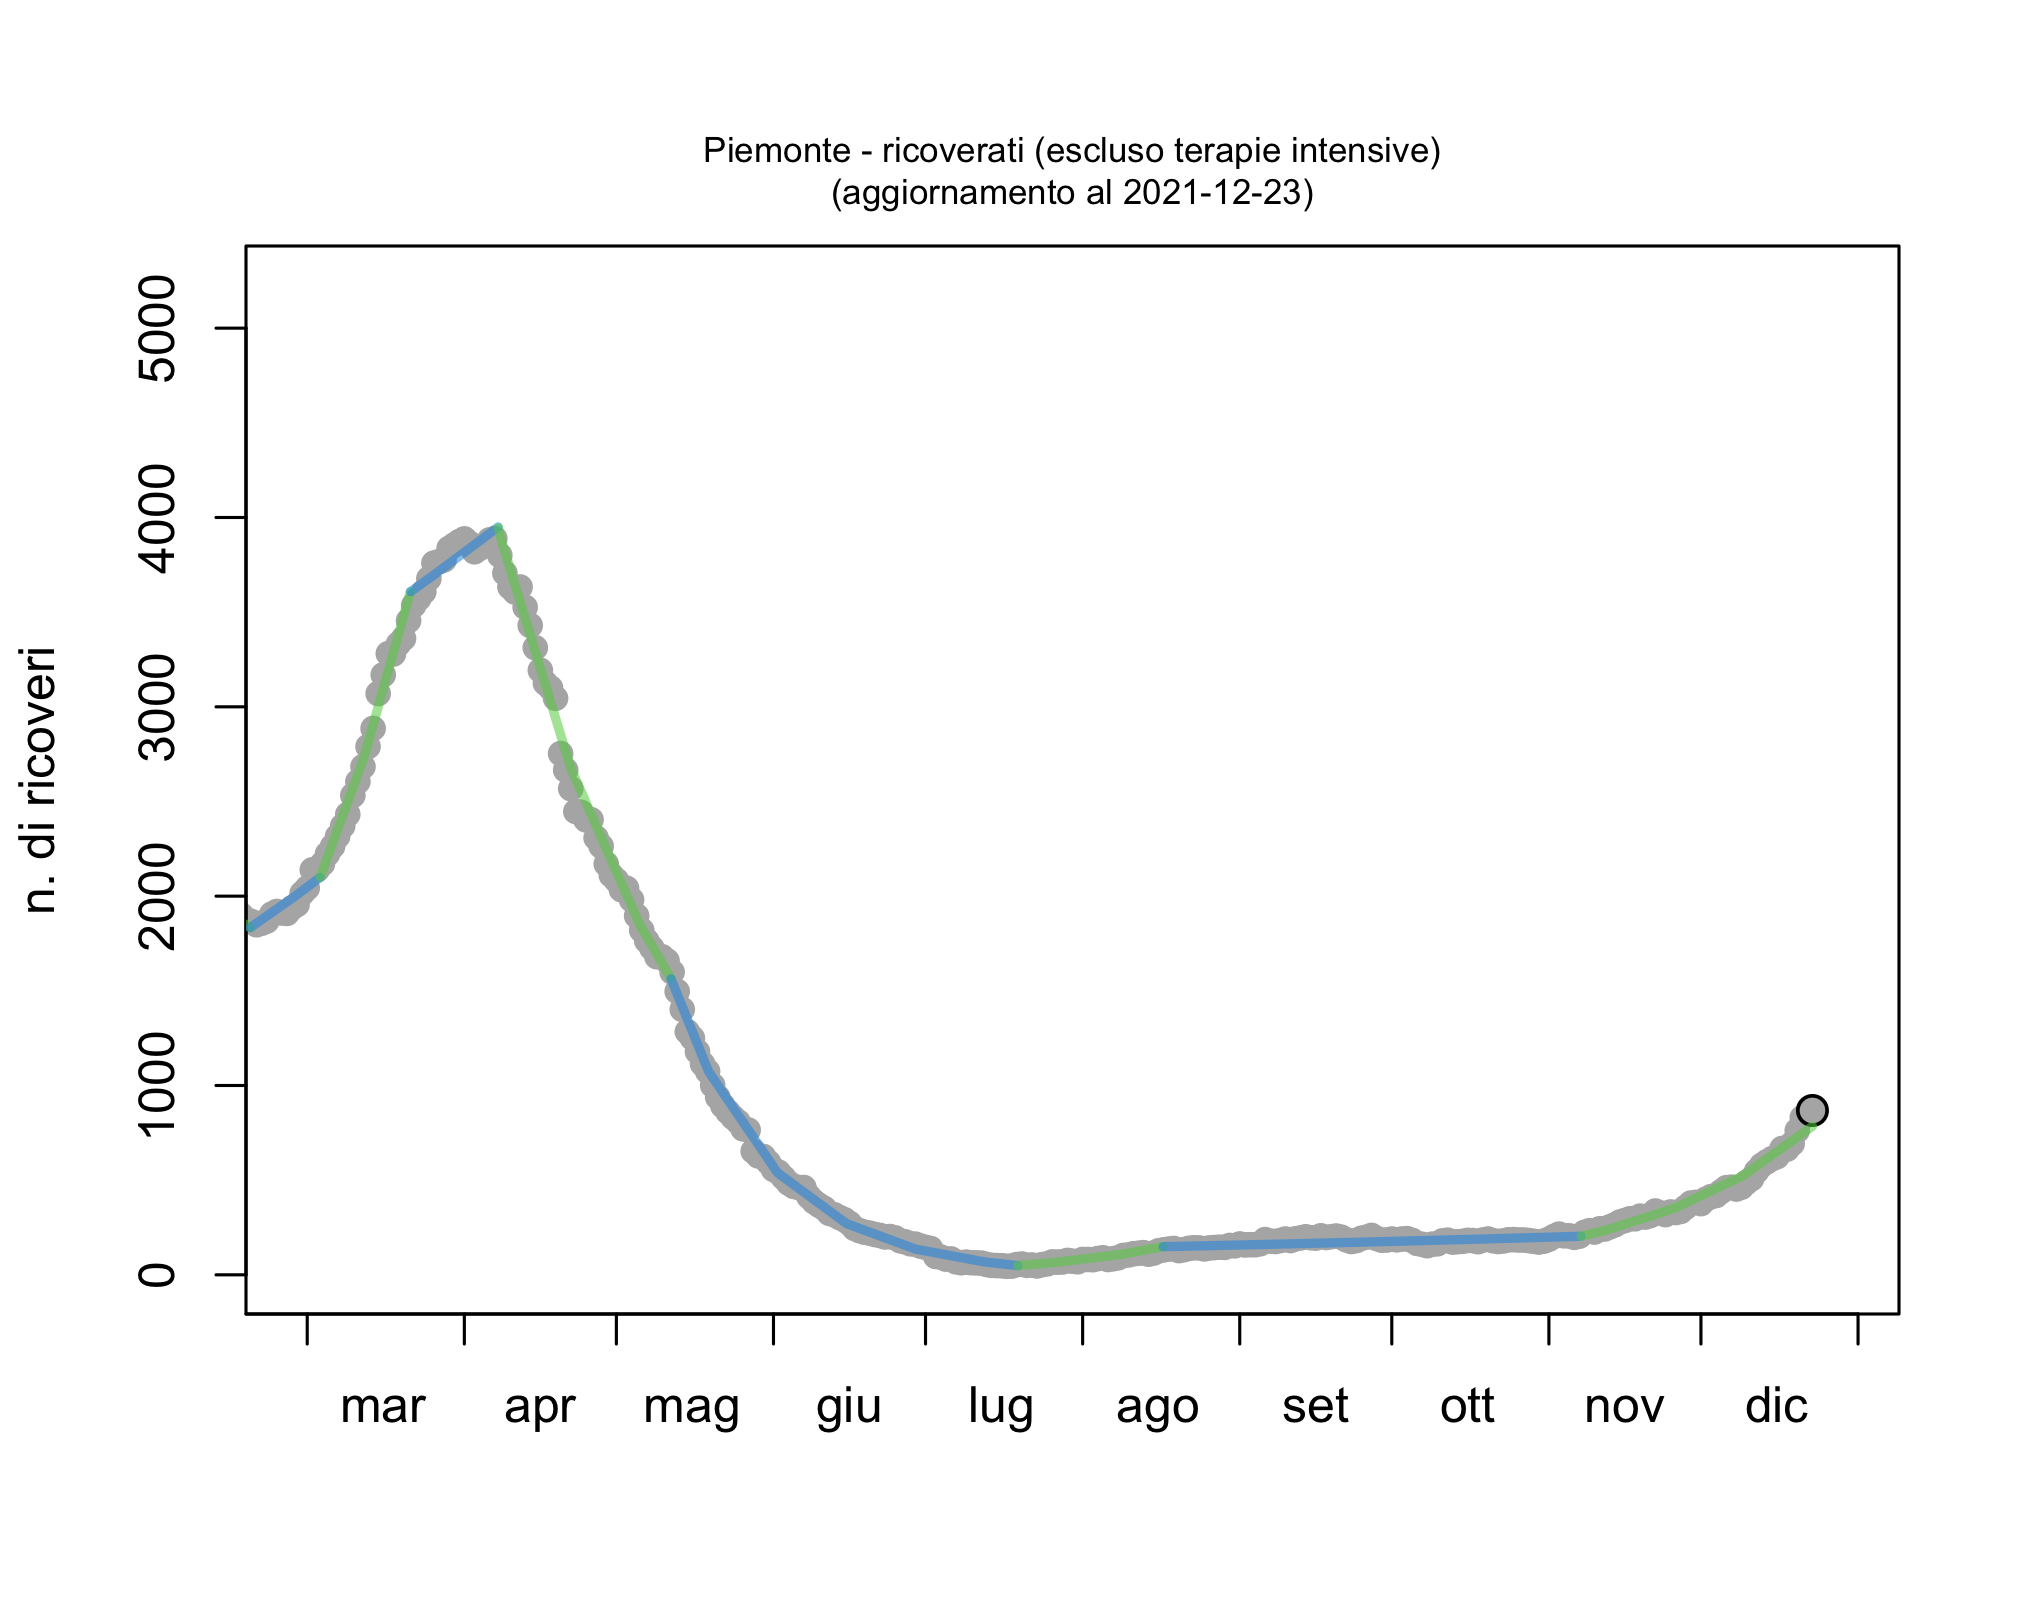 Piemonte - ricoverati (escluso terapie intensive)
(aggiornamento al 2021-12-23)
n. di ricoveri
5000
4000
3000
2000
1000
0
mar apr mag giu lug ago set ott nov dic